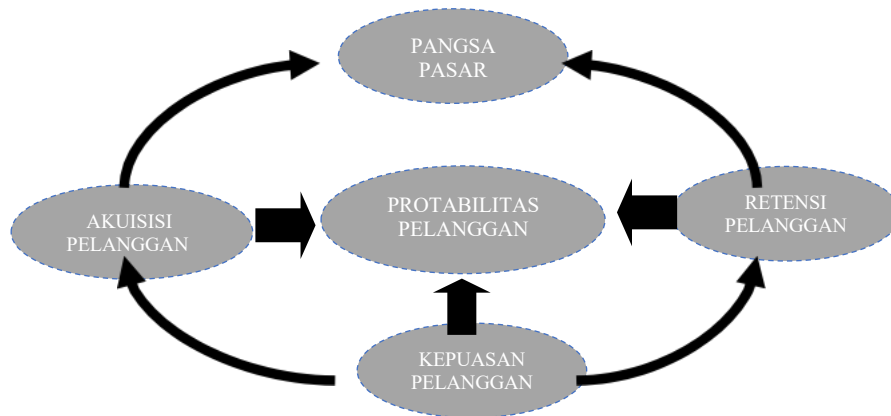 PANGSA
PASAR
AKUISISI
PELANGGAN
PROTABILITAS
PELANGGAN
RETENSI
PELANGGAN
KEPUASAN
PELANGGAN